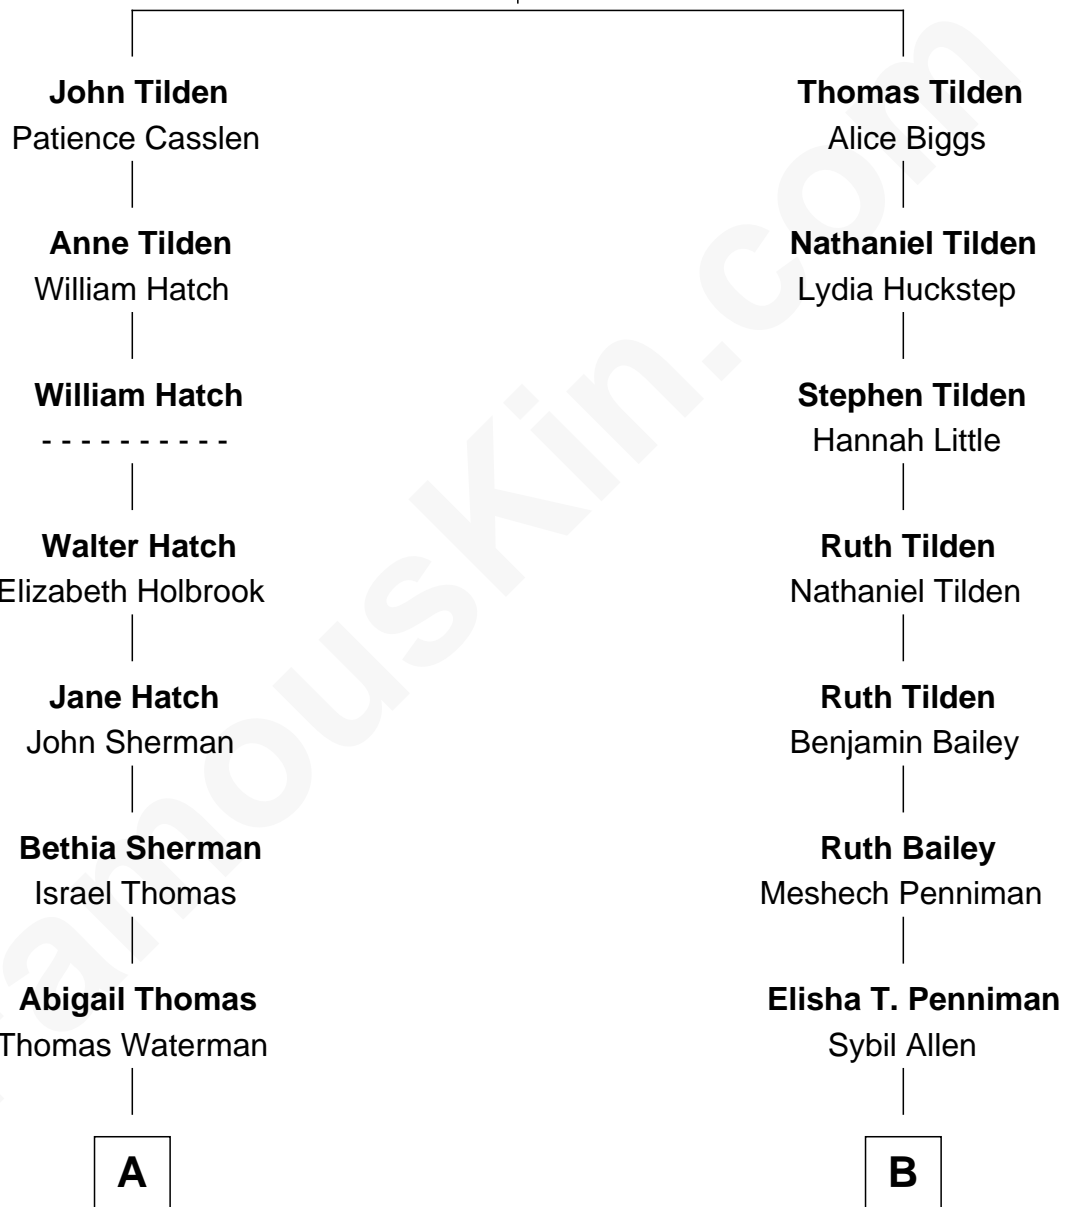 John Tilden
Patience Casslen
Thomas Tilden
Alice Biggs
Anne Tilden
William Hatch
Nathaniel Tilden
Lydia Huckstep
William Hatch
- - - - - - - - - -
Stephen Tilden
Hannah Little
Walter Hatch
Elizabeth Holbrook
Ruth Tilden
Nathaniel Tilden
Jane Hatch
John Sherman
Ruth Tilden
Benjamin Bailey
Bethia Sherman
Israel Thomas
Ruth Bailey
Meshech Penniman
Abigail Thomas
Thomas Waterman
Elisha T. Penniman
Sybil Allen
A
B
FamousKin.com